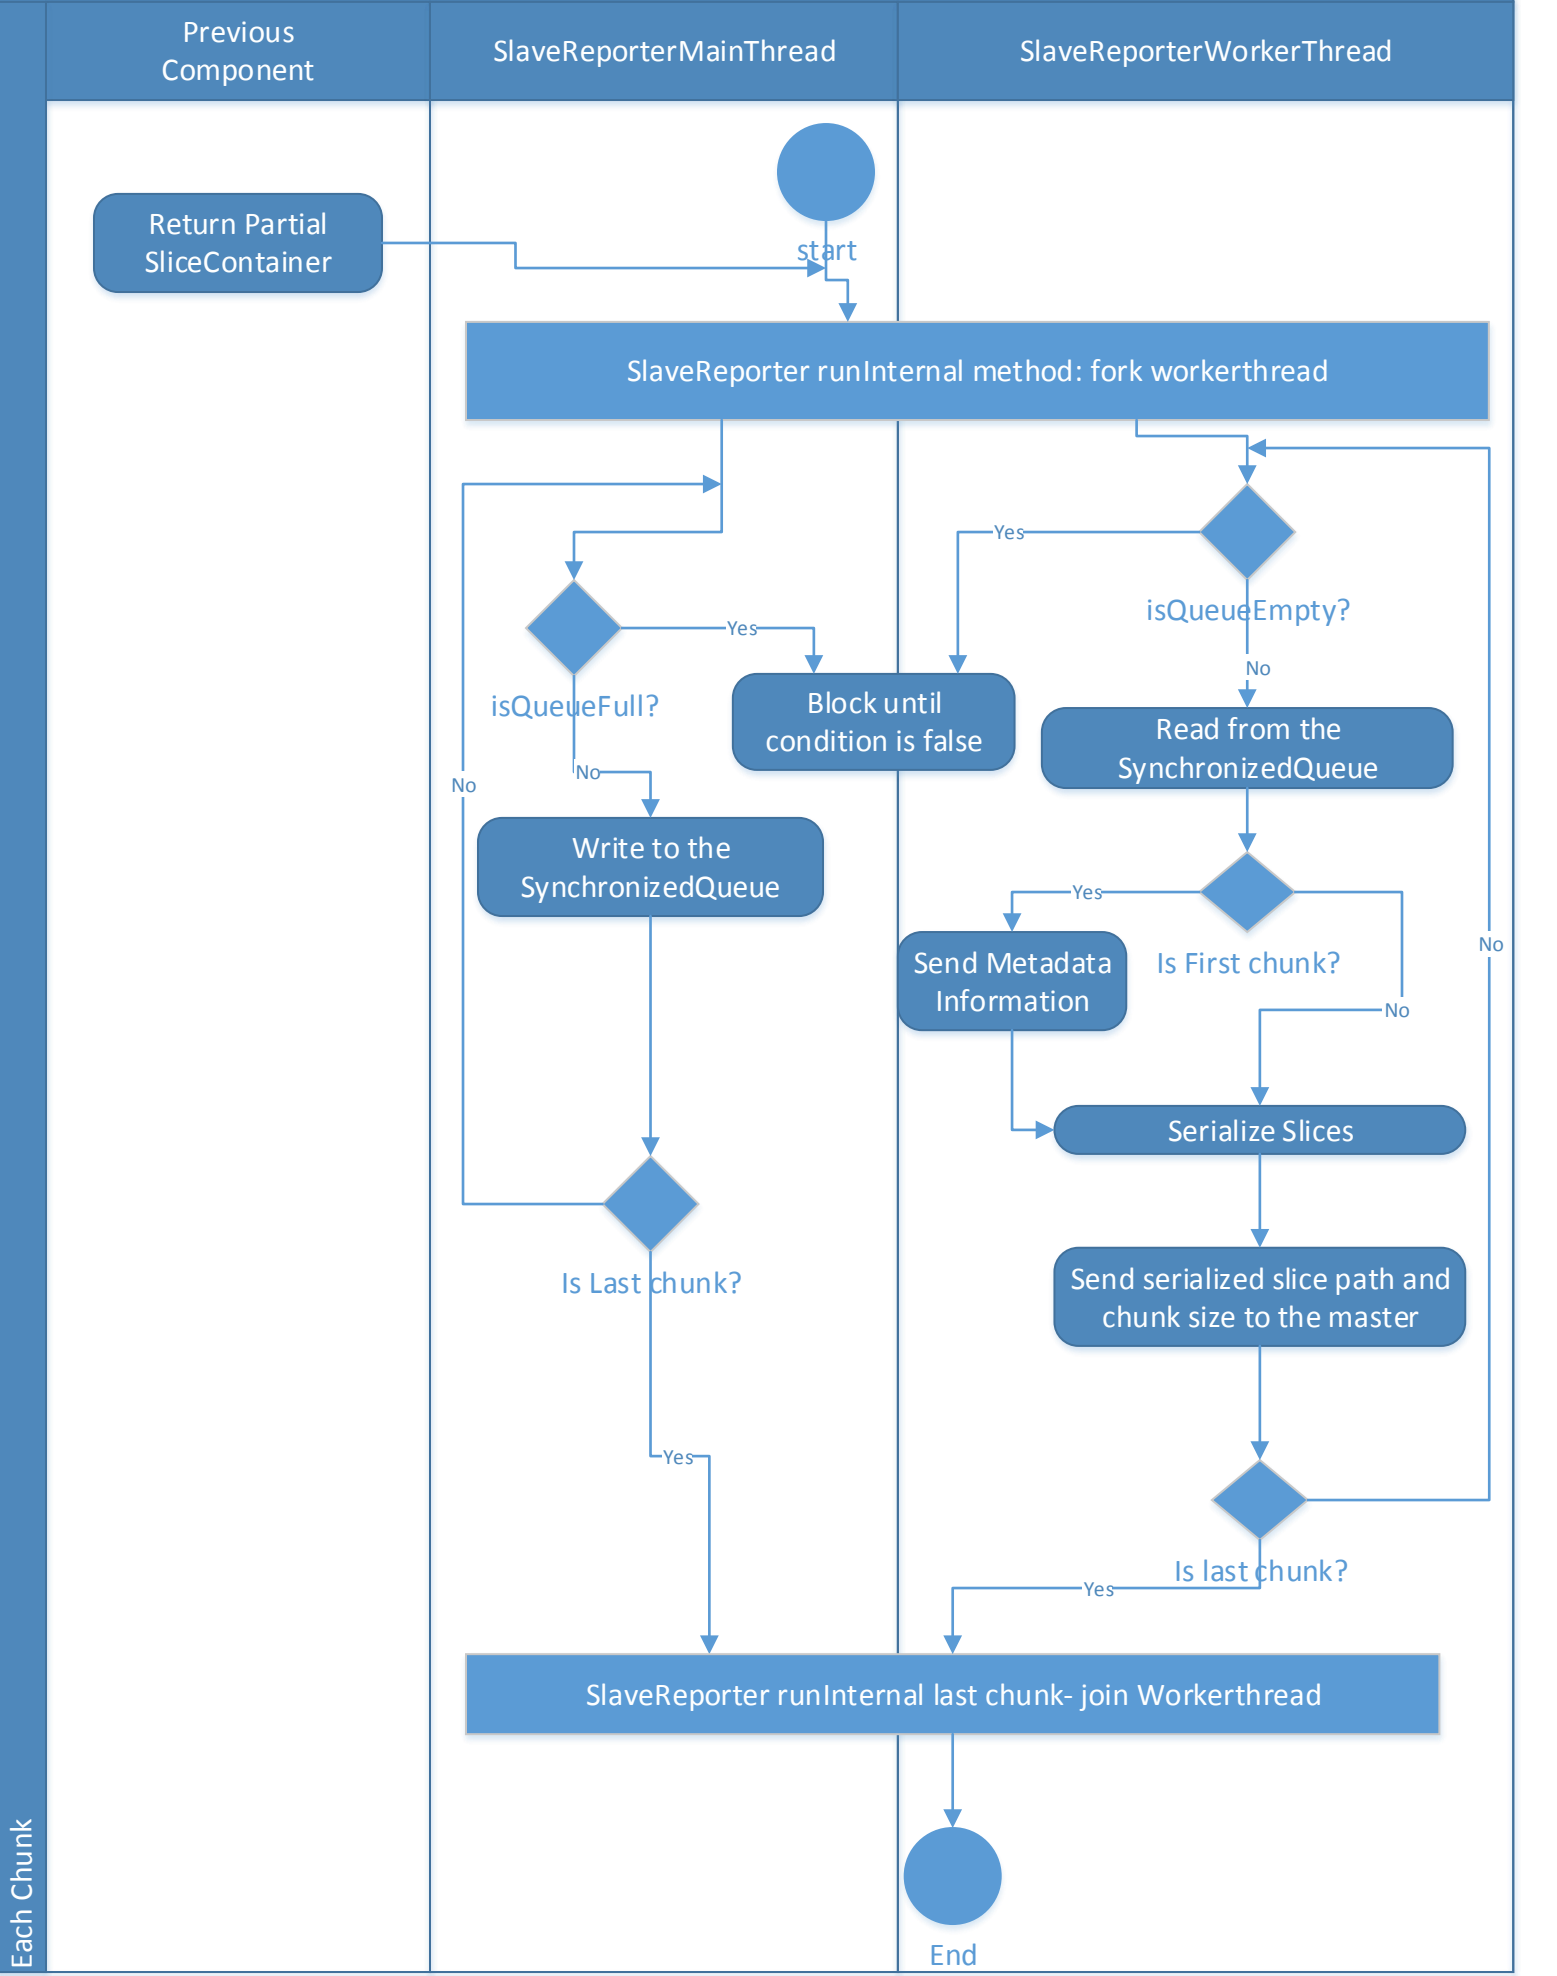 Previous
Component
SlaveReporterMainThread
SlaveReporterWorkerThread
start
Return Partial
SliceContainer
SlaveReporter runInternal method: fork workerthread
Yes
isQueueEmpty?
Yes
No
isQueueFull?
Block until
condition is false
Read from the
SynchronizedQueue
No
No
Write to the
SynchronizedQueue
Yes
No
Send Metadata
Information
Is First chunk?
No
Serialize Slices
Is Last chunk?
Send serialized slice path and
chunk size to the master
Yes
Is last chunk?
Yes
SlaveReporter runInternal last chunk- join Workerthread
End
Each Chunk